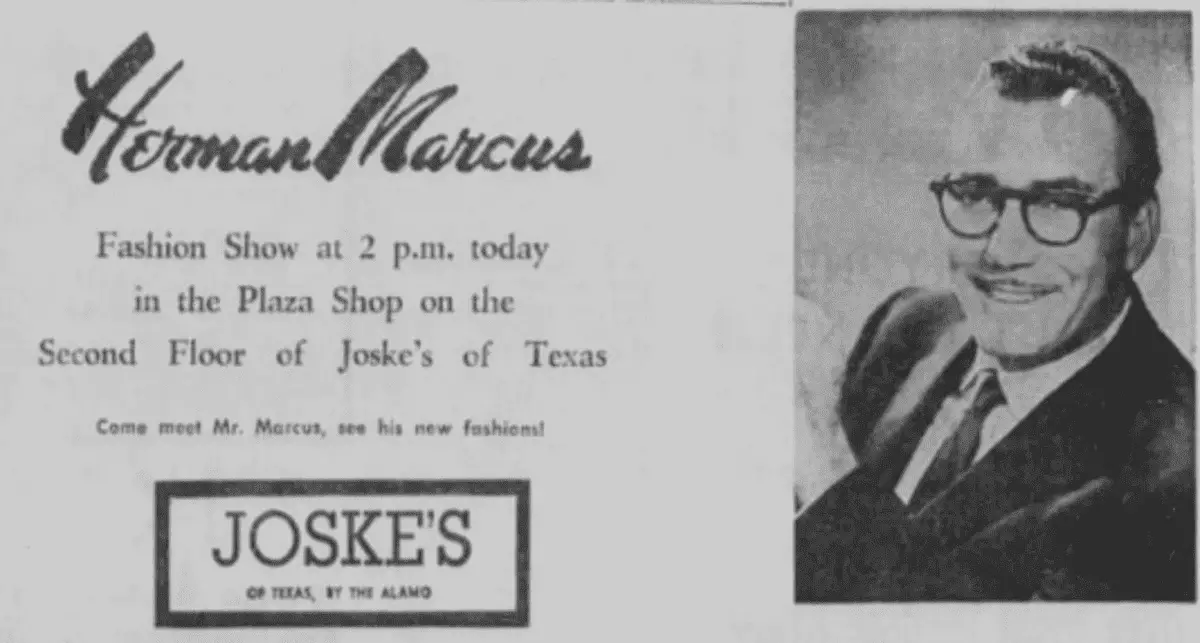 Herman Marcus
Fashion Show at 2 p.m. today
in the Plaza Shop on the
Second Floor of Joske's of Texas
Come meet Mr. Marcus, see his new fashions!
JOSKE'S
OF TEXAS, BY THE ALAMO